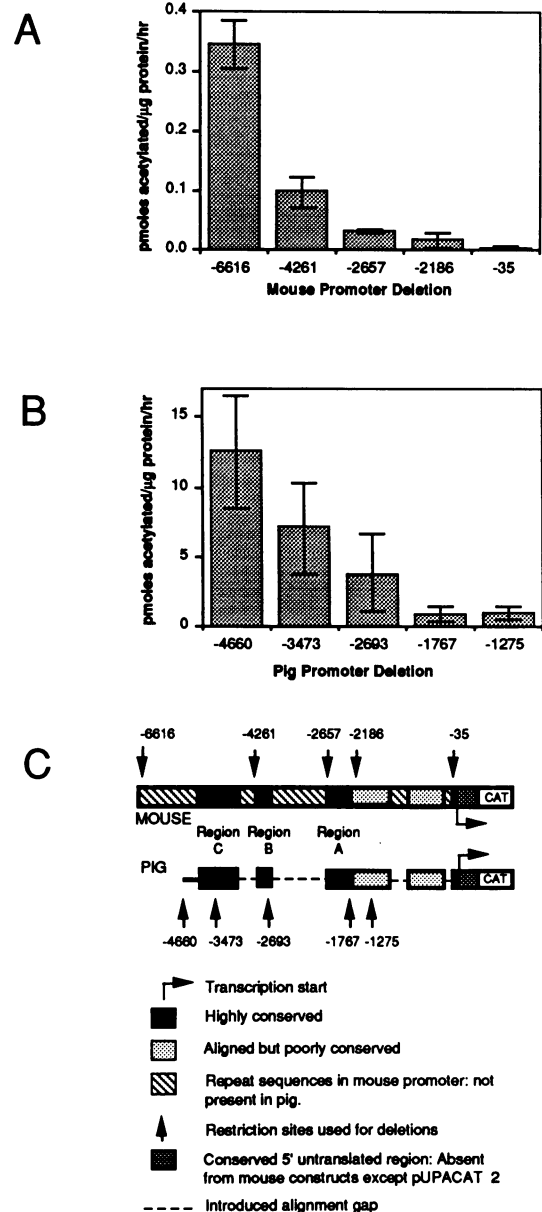 A
pmoles acetylated/µg protein/hr
0.4
0.3
0.1
0.0
-6616 -4261 -2657 -2186 -35
Mouse Promoter Deletion
B
pmoles acetylated/µg protein/hr
15
10
5
0
-4660 -3473 -2693 -1767 -1275
Pig Promoter Deletion
C
-6616 -4261 -2657 -2186 -35
CAT
MOUSE
Region C Region B Region A
PIG
CAT
-4660 -3473 -2693 -1767 -1275
Transcription start
Highly conserved
Aligned but poorly conserved
Repeat sequences in mouse promoter: not
present in pig.
Restriction sites used for deletions
Conserved 5' untranslated region: Absent
from mouse constructs except pUPACAT 2
Introduced alignment gap